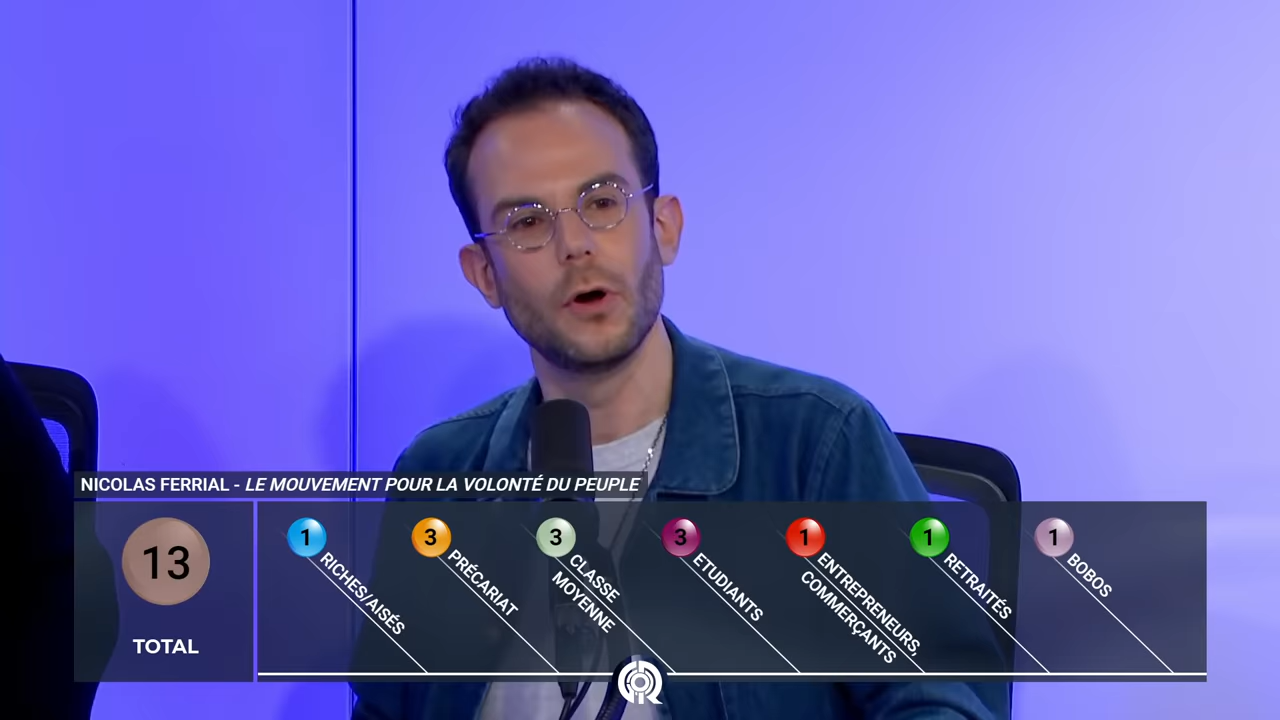 NICOLAS FERRIAL - LE MOUVEMENT POUR LA VOLONTÉ DU PEUPLE
13
TOTAL
1
RICHES/AISÉS
3
PRÉCARIAT
3
CLASSE
MOYENNE
3
ETUDIANTS
1
ENTREPRENEURS,
COMMERÇANTS
1
RETRAITÉS
1
BOBOS